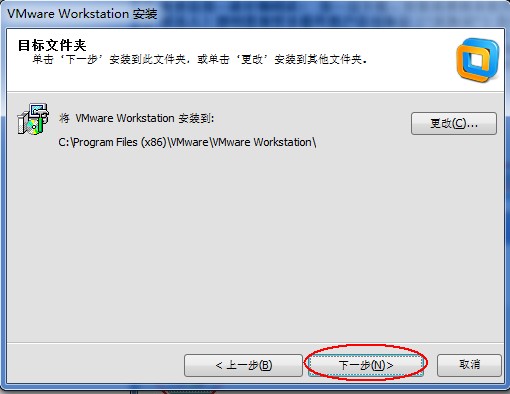 VMware Workstation 安装
目标文件夹
单击‘下一步’安装到此文件夹，或单击‘更改’安装到其他文件夹。
将 VMware Workstation 安装到:
更改(C)...
C:\Program Files (x86)\VMware\VMware Workstation\
< 上一步(B)
下一步(N)>
取消